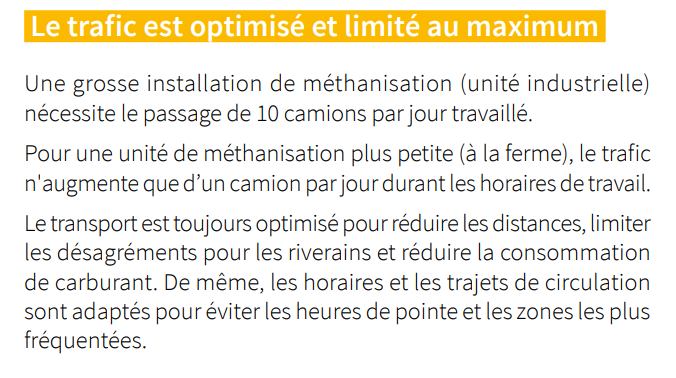 Le trafic est optimisé et limité au maximum
Une grosse installation de méthanisation (unité industrielle)
nécessite le passage de 10 camions par jour travaillé.
Pour une unité de méthanisation plus petite (à la ferme), le trafic
n'augmente que d’un camion par jour durant les horaires de travail.
Le transport est toujours optimisé pour réduire les distances, limiter
les désagréments pour les riverains et réduire la consommation
de carburant. De même, les horaires et les trajets de circulation
sont adaptés pour éviter les heures de pointe et les zones les plus
fréquentées.